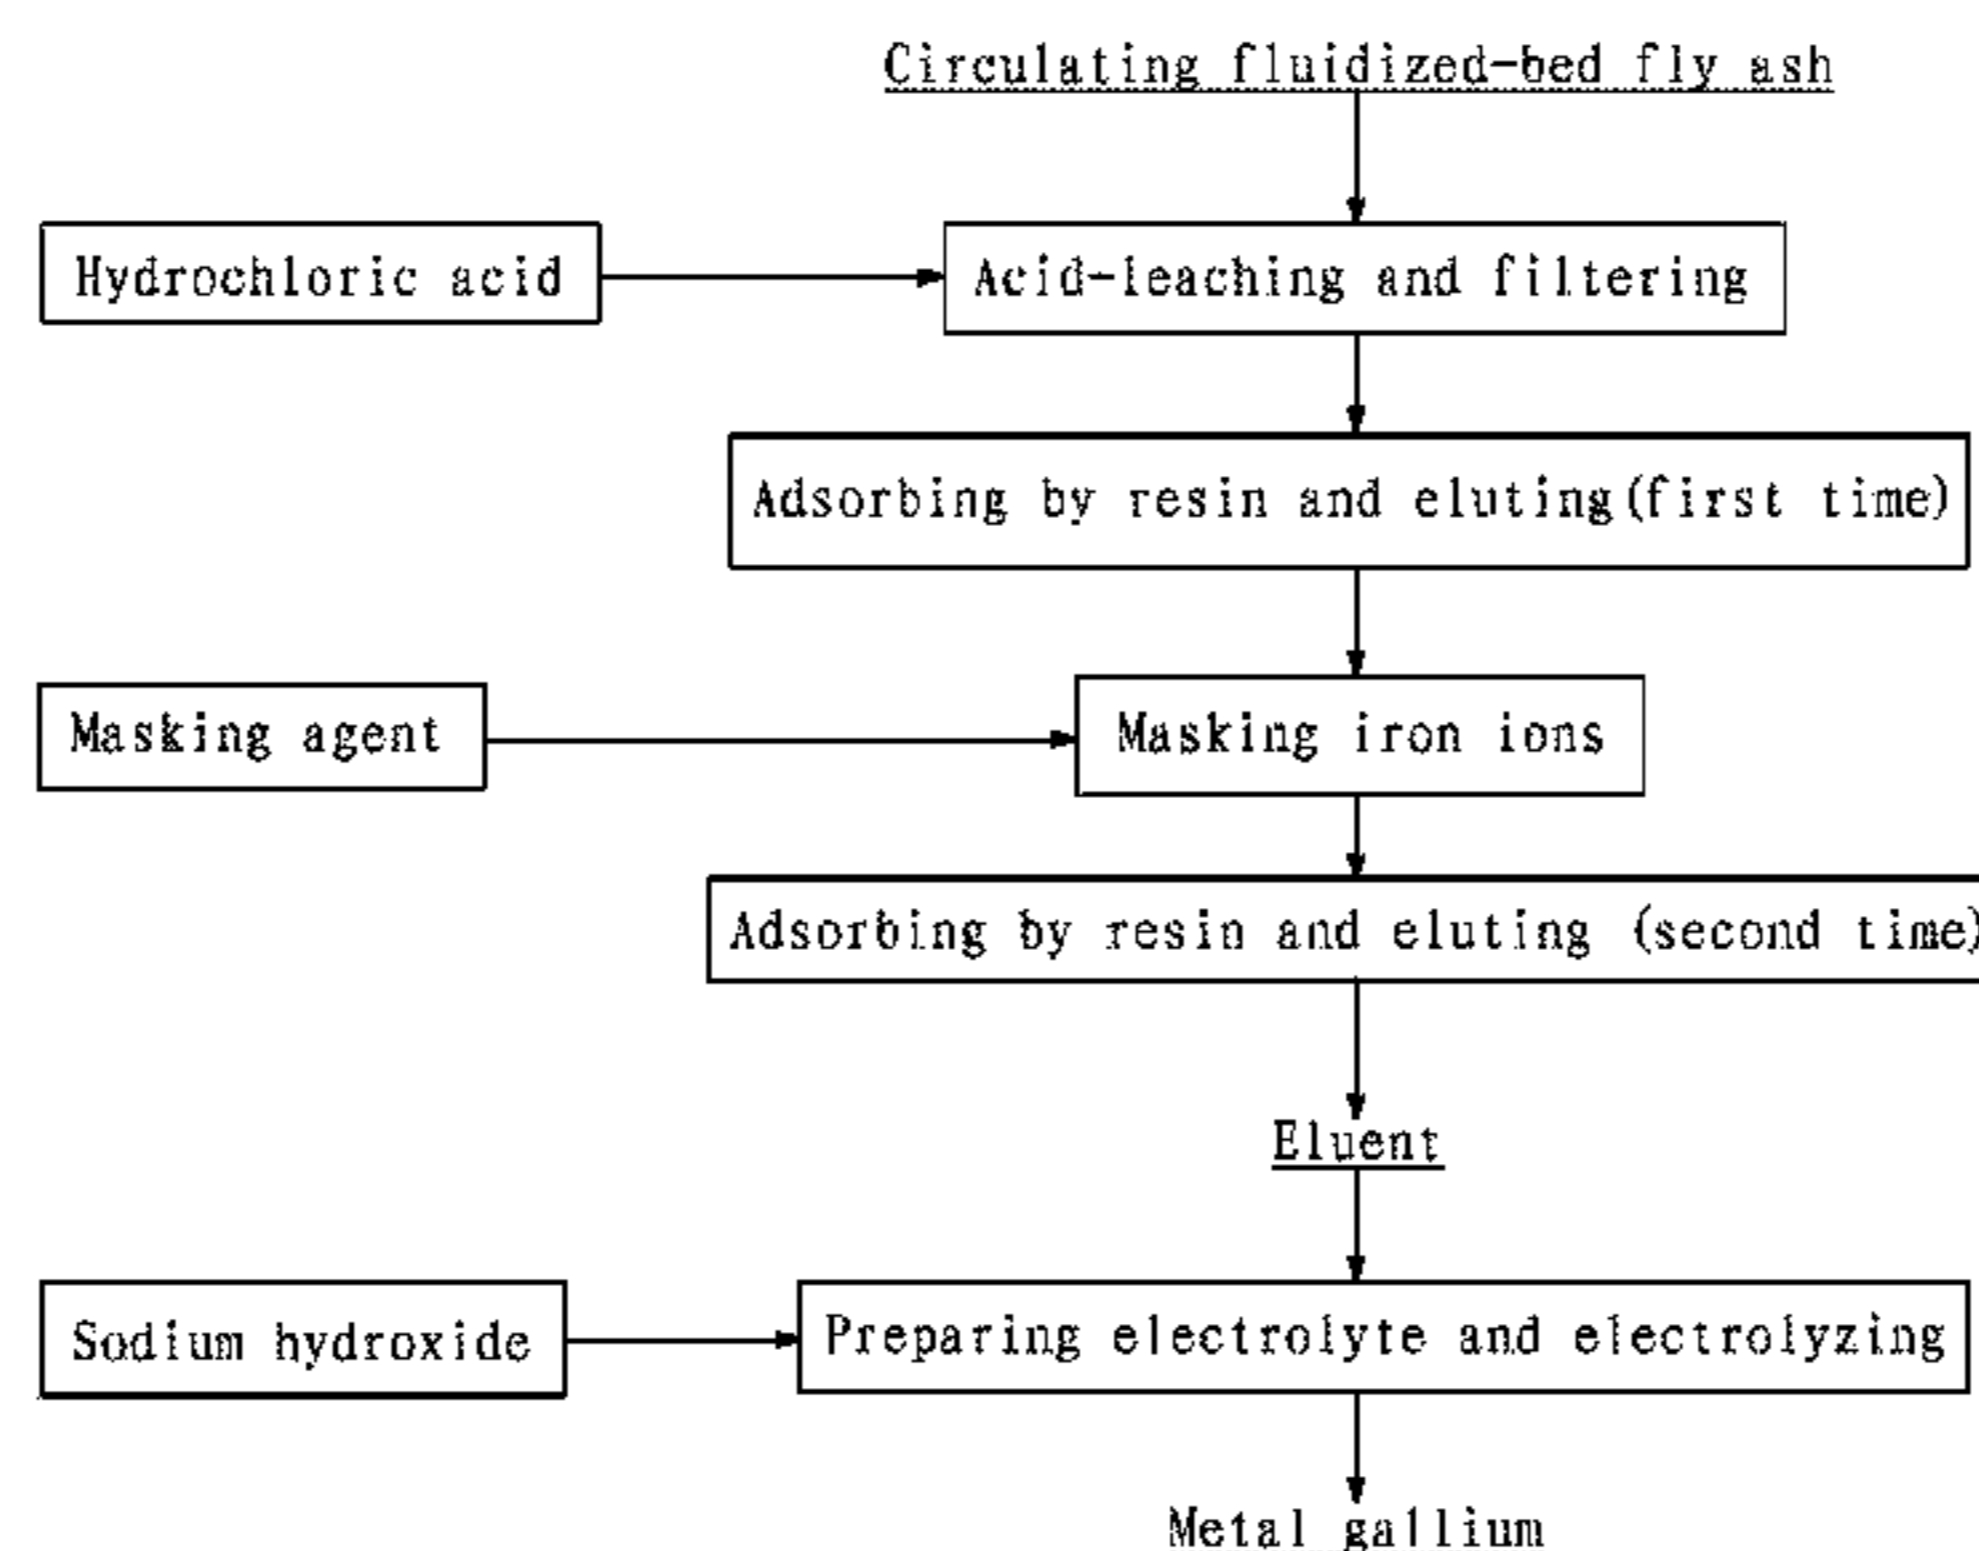 Circulating fluidized-bed fly ash
Hydrochloric acid
Acid-leaching and filtering
Adsorbing by resin and eluting(first time)
Masking agent
Masking iron ions
Adsorbing by resin and eluting (second time)
Eluent
Sodium hydroxide
Preparing electrolyte and electrolyzing
Metal gallium